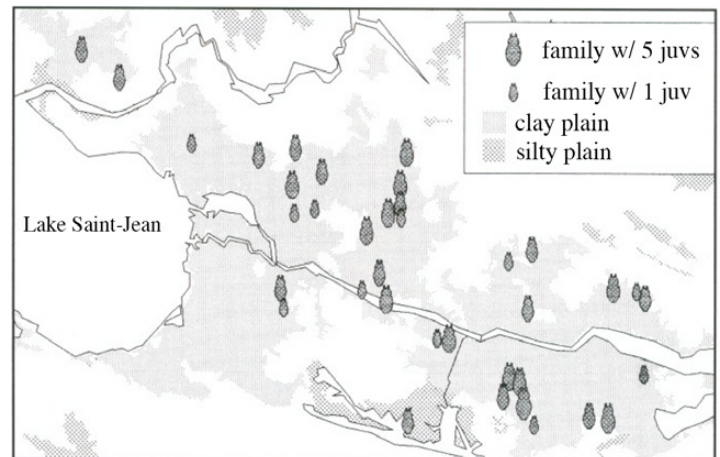 family w/ 5 juvs
family w/ 1 juv
clay plain
silty plain
Lake Saint-Jean